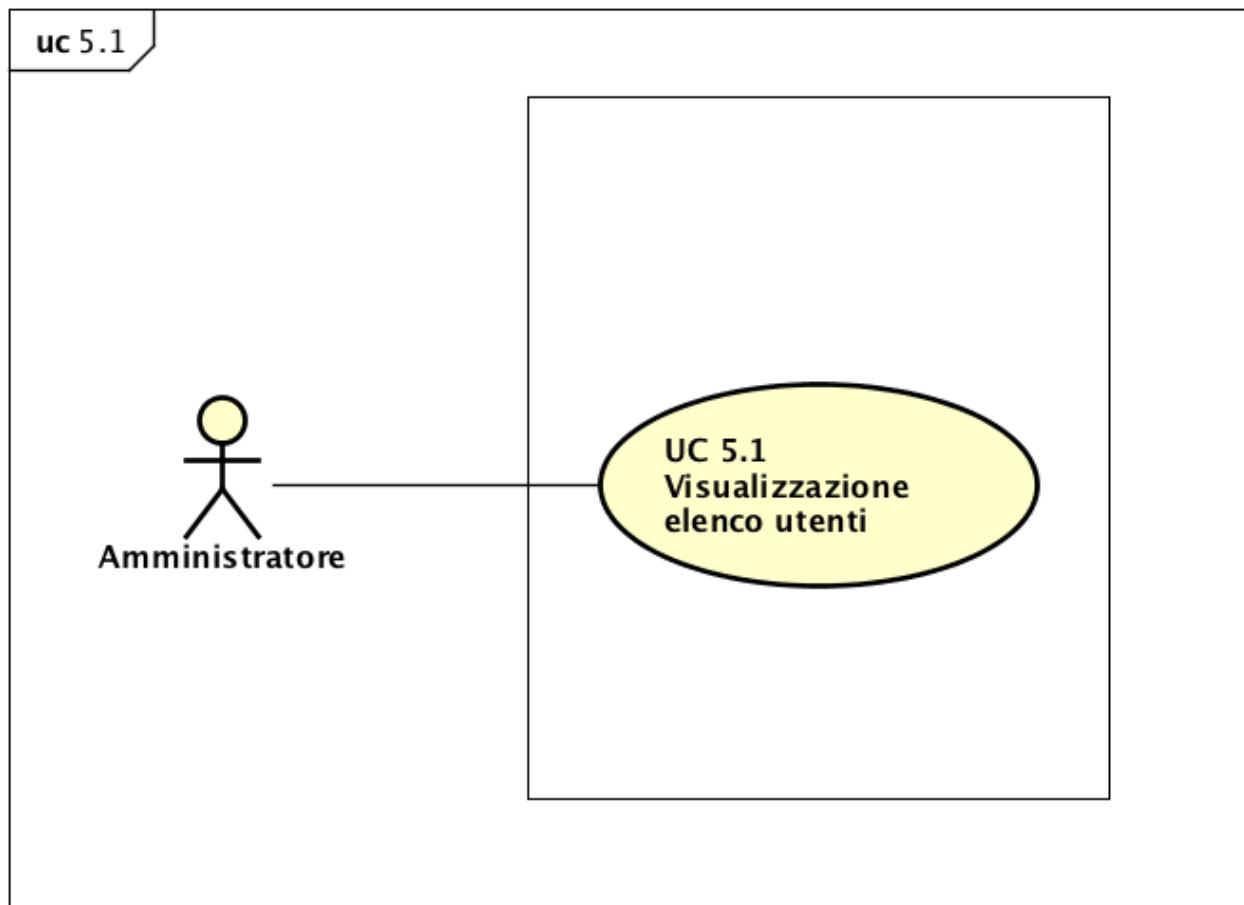 uc 5.1
UC 5.1
Visualizzazione
elenco utenti
Amministratore